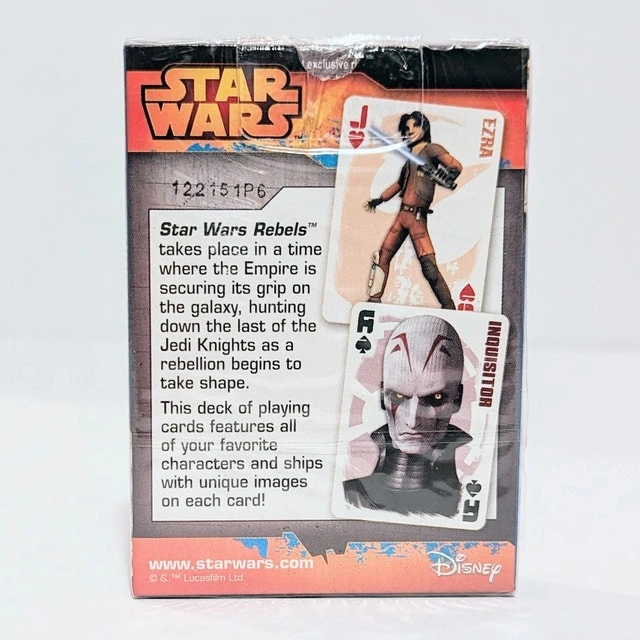 exclusive
STAR
WARS™
122151P6
J
EZRA
Star Wars Rebels™
takes place in a time
where the Empire is
securing its grip on
the galaxy, hunting
down the last of the
Jedi Knights as a
rebellion begins to
take shape.
This deck of playing
cards features all
of your favorite
characters and ships
with unique images
on each card!
INQUISITOR
www.starwars.com
© & ™ Lucasfilm Ltd.
Disney